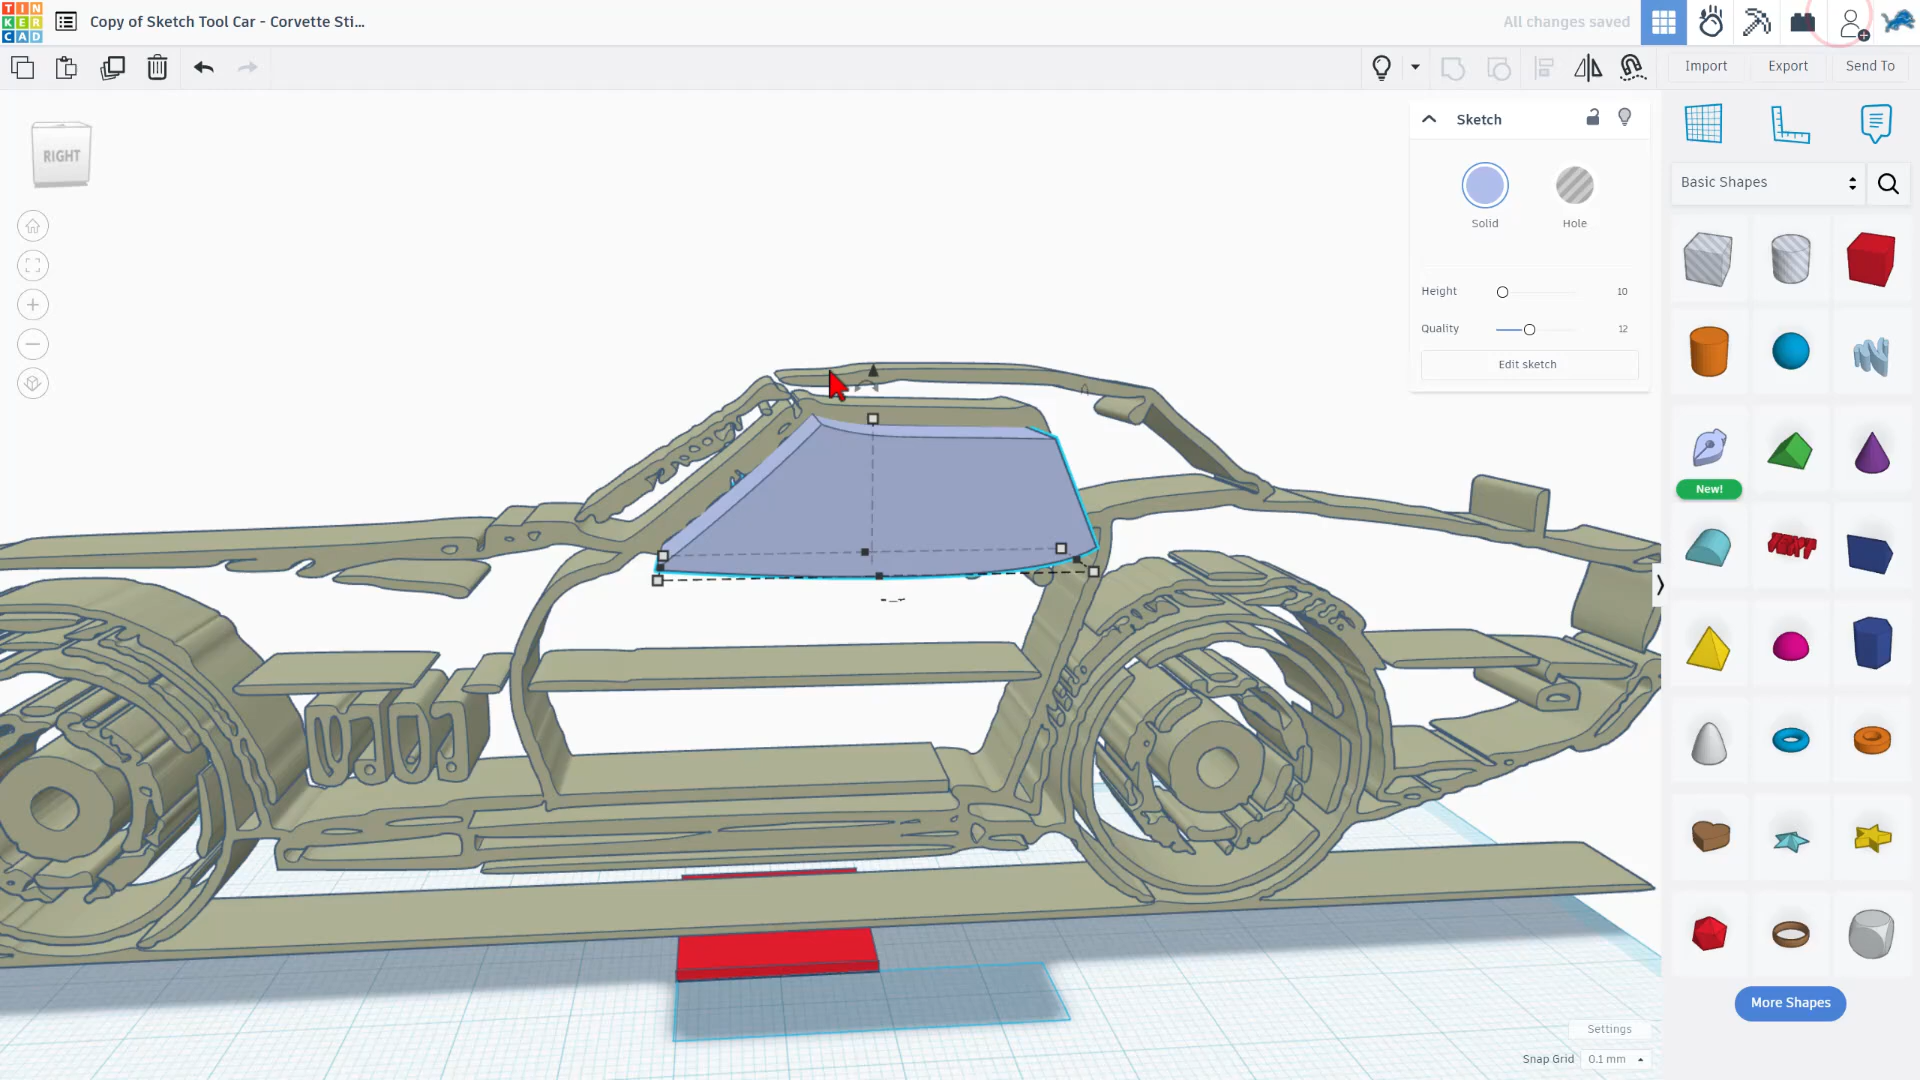 TIN
KER
CAD
Copy of Sketch Tool Car - Corvette Sti...
All changes saved
Import
Export
Send To
RIGHT
Sketch
Solid
Hole
Height
10
Quality
12
Edit sketch
Basic Shapes
New!
TEXT
More Shapes
Settings
Snap Grid
0.1 mm